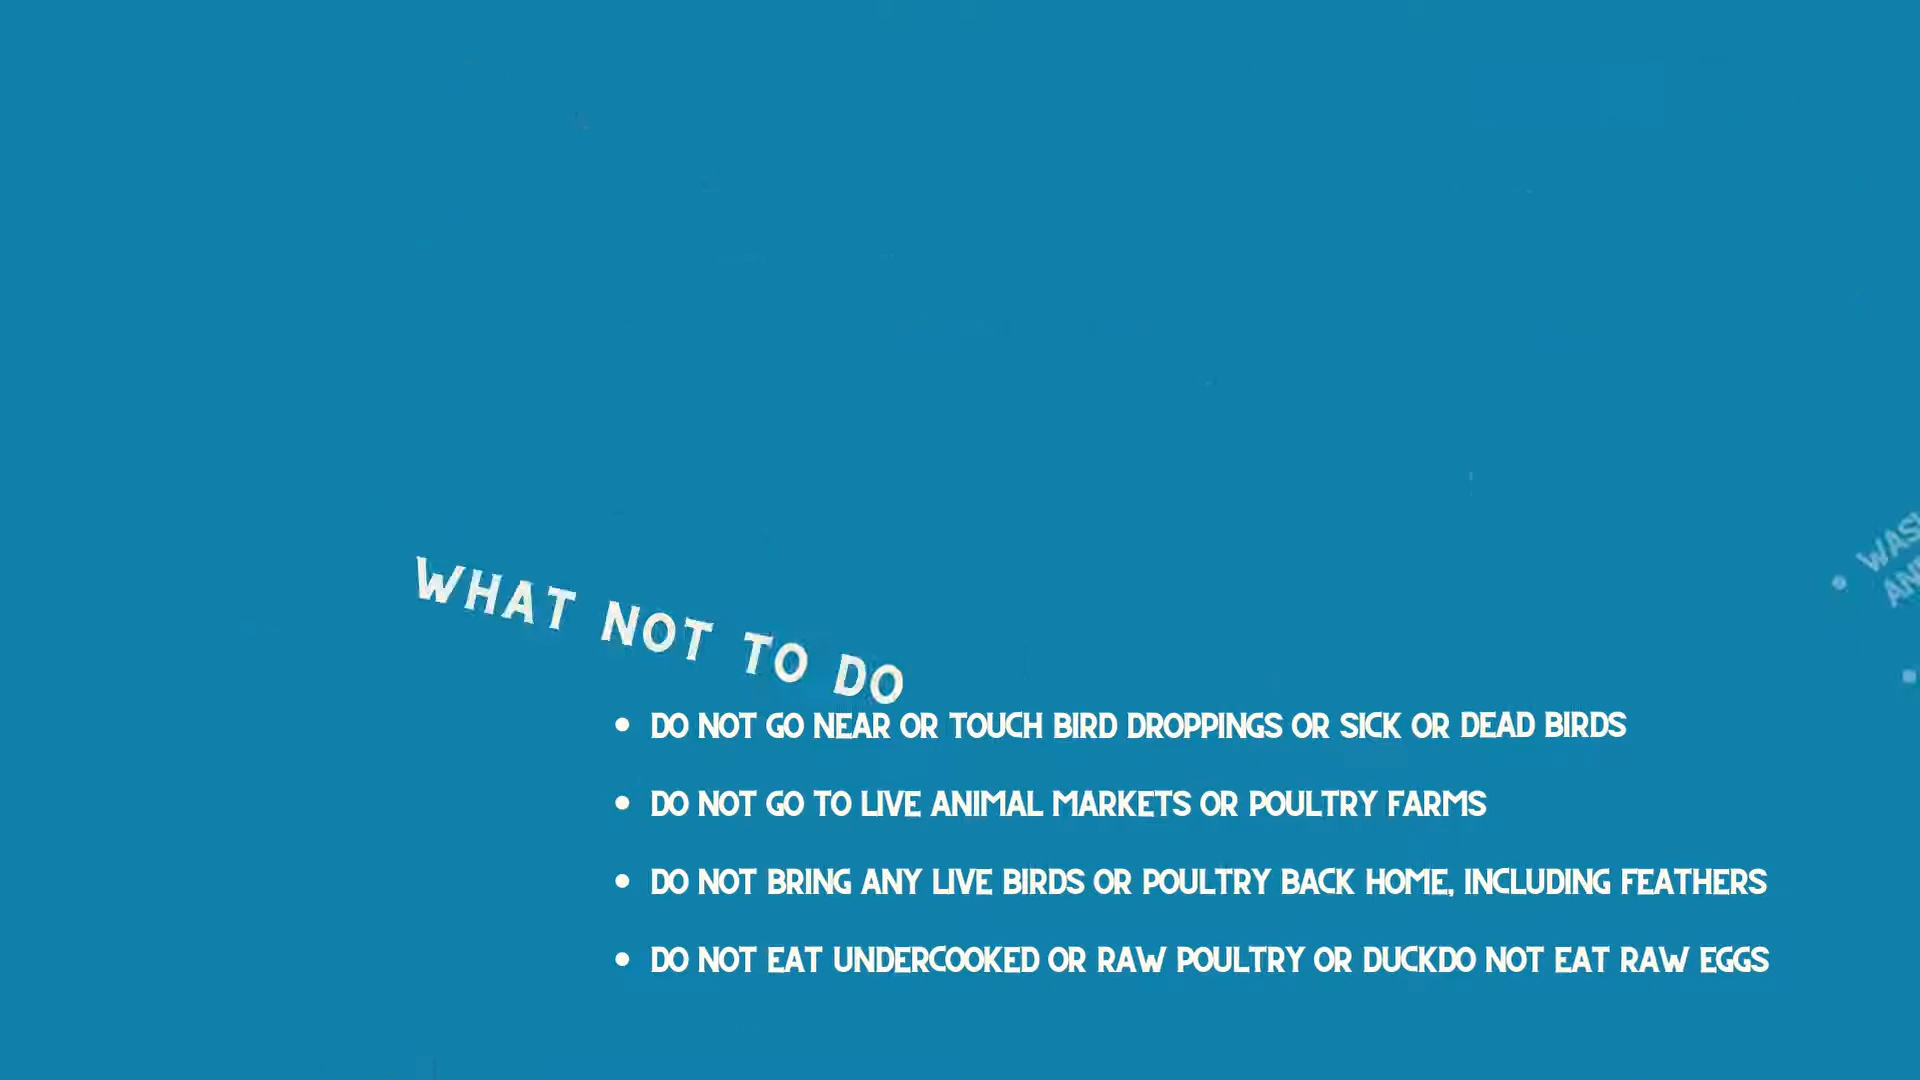 WHAT NOT TO DO
• DO NOT GO NEAR OR TOUCH BIRD DROPPINGS OR SICK OR DEAD BIRDS
• DO NOT GO TO LIVE ANIMAL MARKETS OR POULTRY FARMS
• DO NOT BRING ANY LIVE BIRDS OR POULTRY BACK HOME, INCLUDING FEATHERS
• DO NOT EAT UNDERCOOKED OR RAW POULTRY OR DUCKDO NOT EAT RAW EGGS